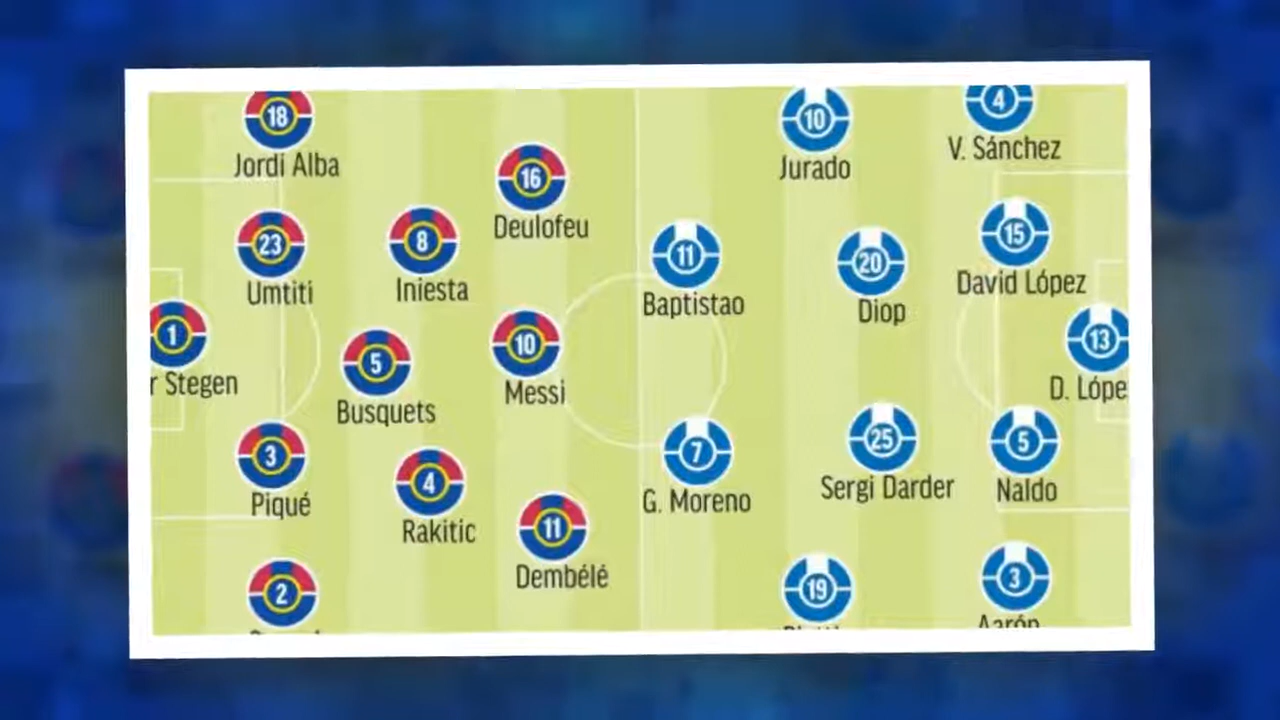 18
Jordi Alba
23
Umtiti
1
r Stegen
3
Piqué
2
8
Iniesta
5
Busquets
4
Rakitic
16
Deulofeu
10
Messi
11
Dembélé
11
Baptistao
7
G. Moreno
10
Jurado
20
Diop
25
Sergi Darder
19
4
V. Sánchez
15
David López
13
D. Lópe
5
Naldo
3
Aarón